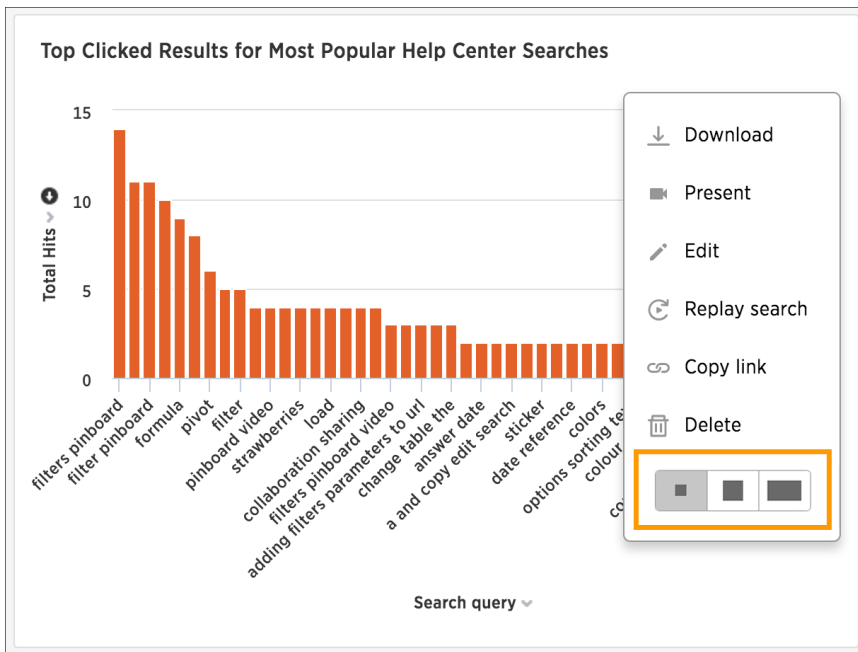 Top Clicked Results for Most Popular Help Center Searches
15
10
5
0
Total Hits
filters pinboard
filter pinboard
formula
pivot
filter
pinboard video
strawberries
load
collaboration sharing
filters pinboard video
adding filters parameters to url
change table the
answer date
a and copy edit search
sticker
date reference
colors
options sorting
colour
Search query
Download
Present
Edit
Replay search
Copy link
Delete